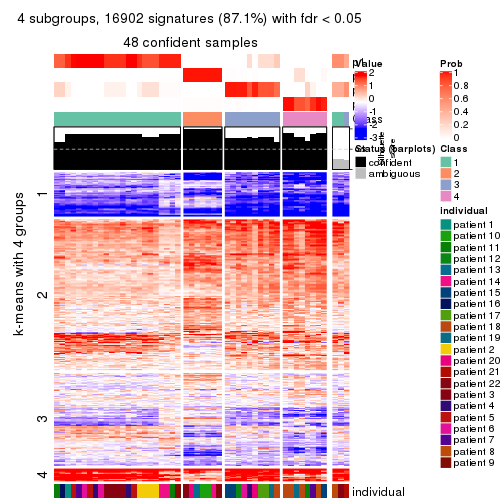 4 subgroups, 16902 signatures (87.1%) with fdr < 0.05
48 confident samples
k-means with 4 groups
1
2
3
4
Value
2
1
0
-1
-2
-3
Status (barplots)
confident
ambiguous
Silhouette
score
Prob
1
0.8
0.6
0.4
0.2
0
Class
1
2
3
4
individual
patient 1
patient 10
patient 11
patient 12
patient 13
patient 14
patient 15
patient 16
patient 17
patient 18
patient 19
patient 2
patient 20
patient 21
patient 22
patient 3
patient 4
patient 5
patient 6
patient 7
patient 8
patient 9
individual